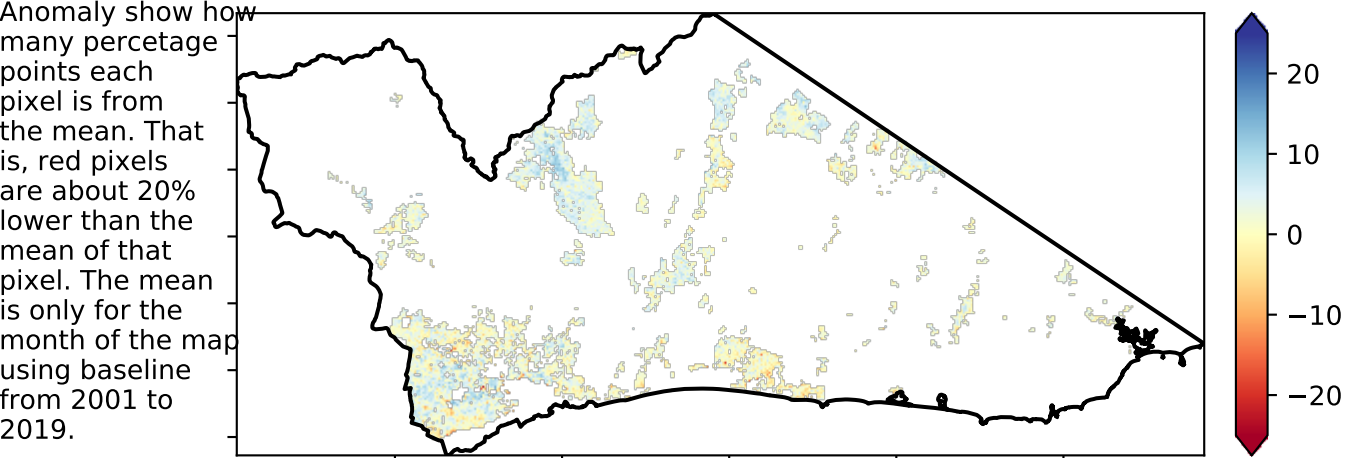 Anomaly show how
many percetage
points each
pixel is from
the mean. That
is, red pixels
are about 20%
lower than the
mean of that
pixel. The mean
is only for the
month of the map
using baseline
from 2001 to
2019.
20
10
0
−10
−20